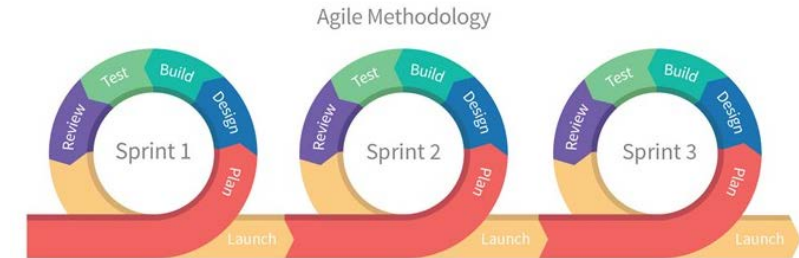 Agile Methodology
Test
Build
Review
Design
Sprint 1
Plan
Launch
Test
Build
Review
Design
Sprint 2
Plan
Launch
Test
Build
Review
Design
Sprint 3
Plan
Launch